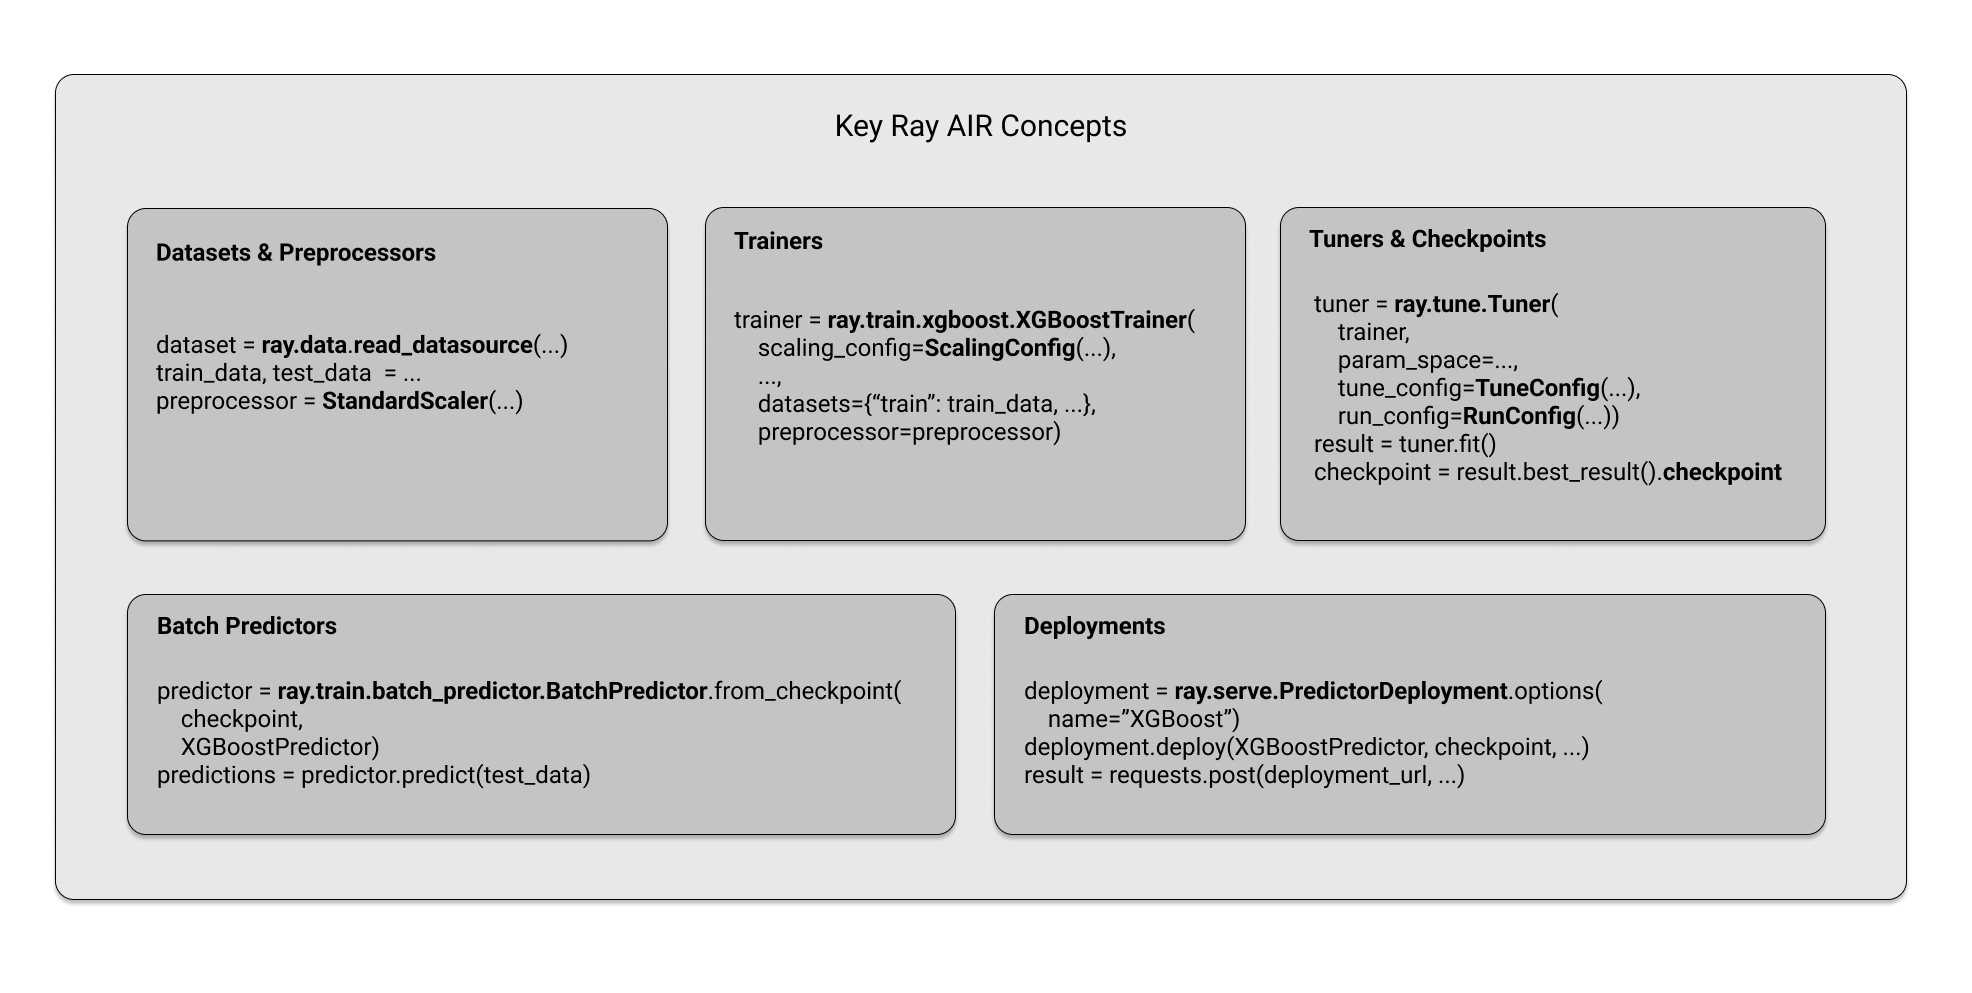 Key Ray AIR Concepts
Datasets & Preprocessors
dataset = ray.data.read_datasource(...)
train_data, test_data  = ...
preprocessor = StandardScaler(...)
Trainers
trainer = ray.train.xgboost.XGBoostTrainer(
scaling_config=ScalingConfig(...),
...,
datasets={“train”: train_data, ...},
preprocessor=preprocessor)
Tuners & Checkpoints
tuner = ray.tune.Tuner(
trainer,
param_space=...,
tune_config=TuneConfig(...),
run_config=RunConfig(...))
result = tuner.fit()
checkpoint = result.best_result().checkpoint
Batch Predictors
predictor = ray.train.batch_predictor.BatchPredictor.from_checkpoint(
checkpoint,
XGBoostPredictor)
predictions = predictor.predict(test_data)
Deployments
deployment = ray.serve.PredictorDeployment.options(
name=”XGBoost”)
deployment.deploy(XGBoostPredictor, checkpoint, ...)
result = requests.post(deployment_url, ...)